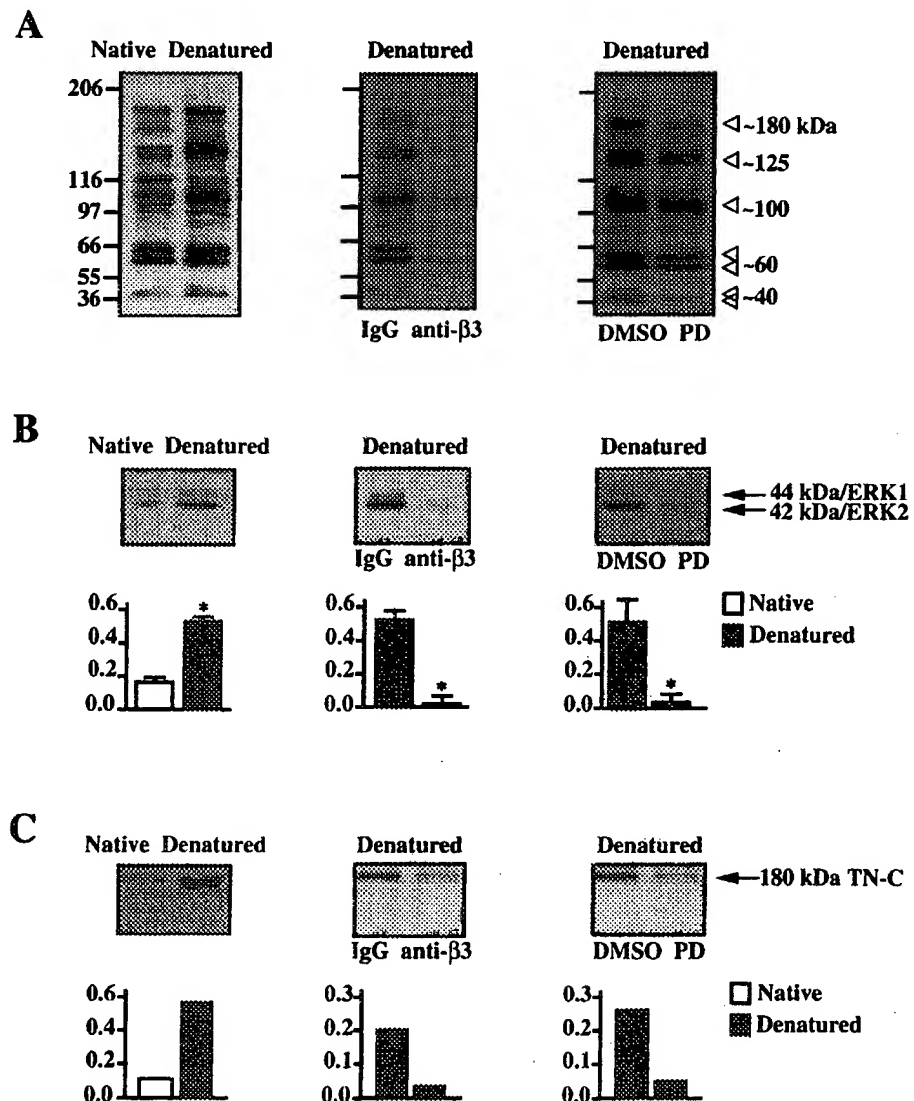 A
Native Denatured
Denatured
Denatured
206
116
97
66
55
36
~180 kDa
~125
~100
~60
~40
IgG anti-β3
DMSO PD
B
Native Denatured
Denatured
Denatured
44 kDa/ERK1
42 kDa/ERK2
IgG anti-β3
DMSO PD
0.6
0.4
0.2
0.0
*
0.6
0.4
0.2
0.0
*
0.6
0.4
0.2
0.0
*
Native
Denatured
C
Native Denatured
Denatured
Denatured
180 kDa TN-C
IgG anti-β3
DMSO PD
0.6
0.4
0.2
0.0
0.3
0.2
0.1
0.0
0.3
0.2
0.1
0.0
Native
Denatured